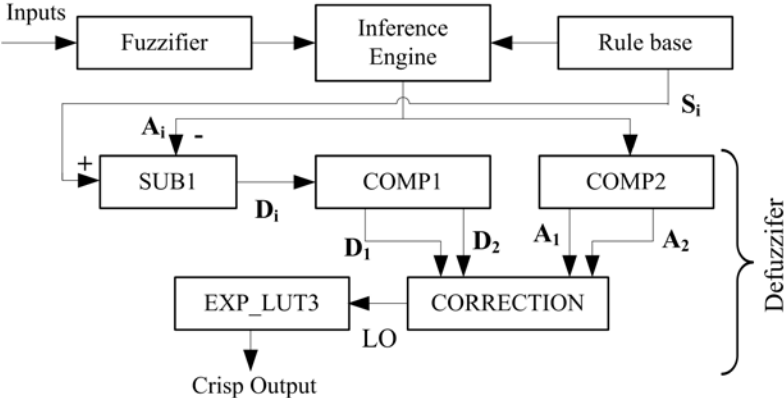 Inputs
Fuzzifier
Inference
Engine
Rule base
Si
Ai
-
+
SUB1
COMP1
COMP2
Di
D1
D2
A1
A2
EXP_LUT3
LO
CORRECTION
Crisp Output
Defuzzifer